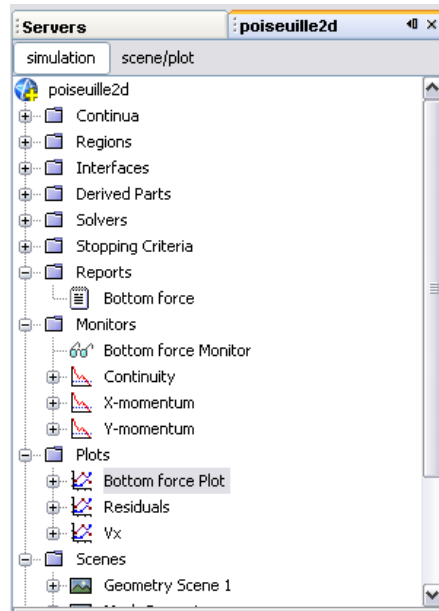 Servers
poiseuille2d
simulation
scene/plot
poiseuille2d
Continua
Regions
Interfaces
Derived Parts
Solvers
Stopping Criteria
Reports
Bottom force
Monitors
Bottom force Monitor
Continuity
X-momentum
Y-momentum
Plots
Bottom force Plot
Residuals
Vx
Scenes
Geometry Scene 1